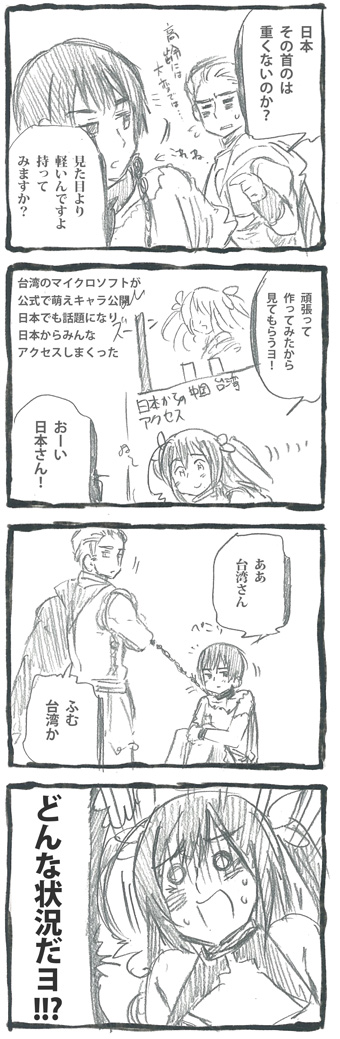 日本
その首のは
重くないのか?
高齢には
大変では…
これね
見た目より
軽いんですよ
持って
みますか?
頑張って
作ってみたから
見てもらうヨ!
台湾のマイクロソフトが
公式で萌えキャラ公開
日本でも話題になり
日本からみんな
アクセスしまくった
ズー
日本からの
アクセス
中国
台湾
おーい
日本さん!
ああ
台湾さん
ぺこ
ふむ
台湾か
どんな状況だヨ!!?